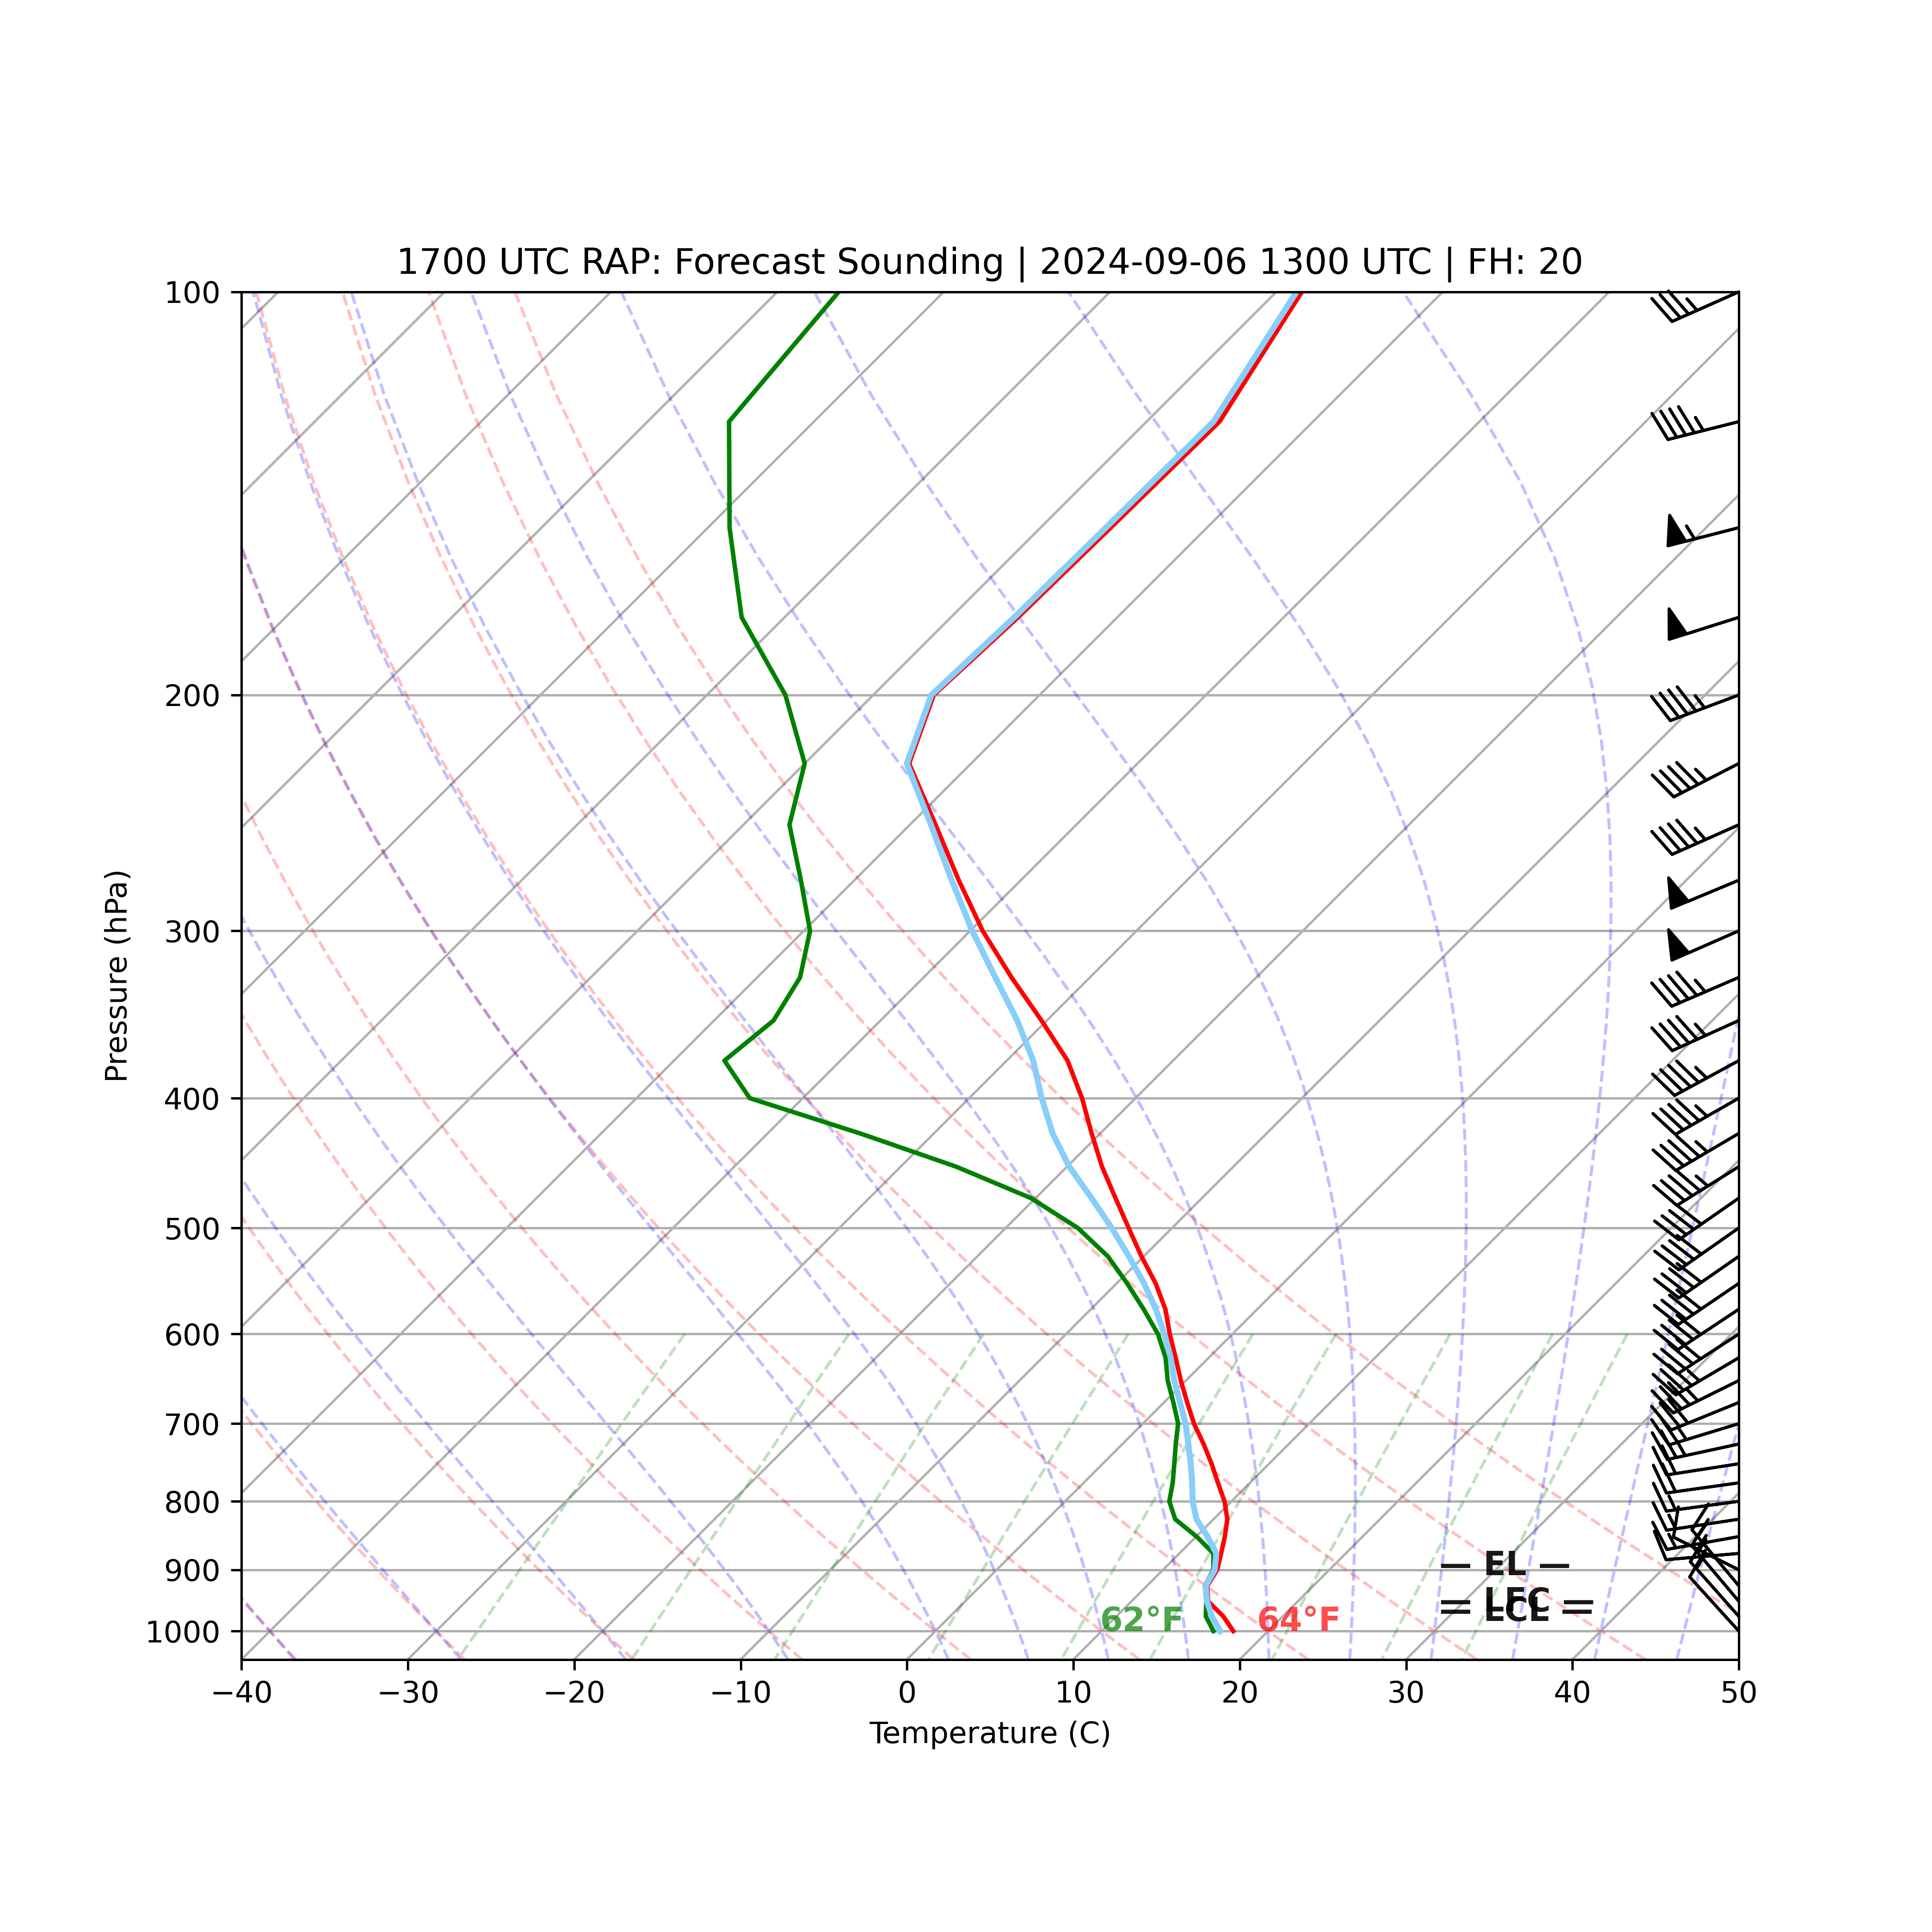 1700 UTC RAP: Forecast Sounding | 2024-09-06 1300 UTC | FH: 20
100
200
300
400
500
600
700
800
900
1000
Pressure (hPa)
— EL —
— LFC —
— LCL —
62°F
64°F
−40 −30 −20 −10 0 10 20 30 40 50
Temperature (C)